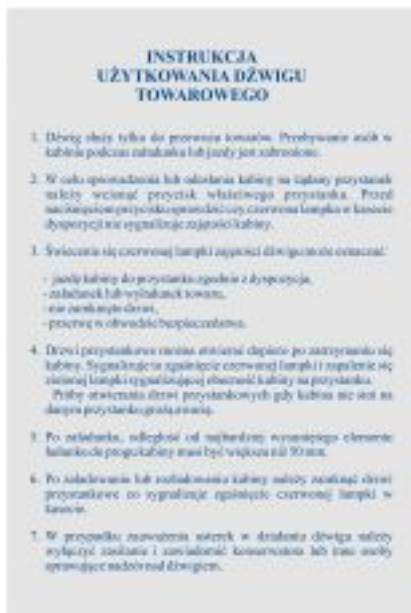 INSTRUKCJA
UŻYTKOWANIA DŹWIGU
TOWAROWEGO
1. Dźwig służy tylko do przewozu towarów. Przebywanie osób w
kabinie podczas załadunku lub jazdy jest zabronione.
2. W celu sprowadzenia lub odesłania kabiny na żądany przystanek
należy wcisnąć przycisk właściwego przystanku. Przed
naciśnięciem przycisku sprawdzić czy czerwona lampka w kasecie
dyspozycji nie sygnalizuje zajętości kabiny.
3. Świecenie się czerwonej lampki zajętości dźwigu może oznaczać:
- jazdę kabiny do przystanku zgodnie z dyspozycją,
- załadunek lub wyładunek towaru,
- nie zamknięte drzwi,
- przerwę w obwodzie bezpieczeństwa.
4. Drzwi przystankowe można otwierać dopiero po zatrzymaniu się
kabiny. Sygnalizuje to zgaśnięcie czerwonej lampki i zapalenie się
zielonej lampki sygnalizującej obecność kabiny na przystanku.
Próby otwierania drzwi przystankowych gdy kabina nie stoi na
danym przystanku grożą awarią.
5. Po załadunku, odległość od najbardziej wysuniętego elementu
ładunku do progu kabiny musi być większa niż 50 mm.
6. Po załadowaniu lub rozładowaniu kabiny należy zamknąć drzwi
przystankowe co sygnalizuje zgaśnięcie czerwonej lampki w
kasecie.
7. W przypadku zauważenia usterek w działaniu dźwigu należy
wyłączyć zasilanie i zawiadomić konserwatora lub inne osoby
sprawujące nadzór nad dźwigiem.